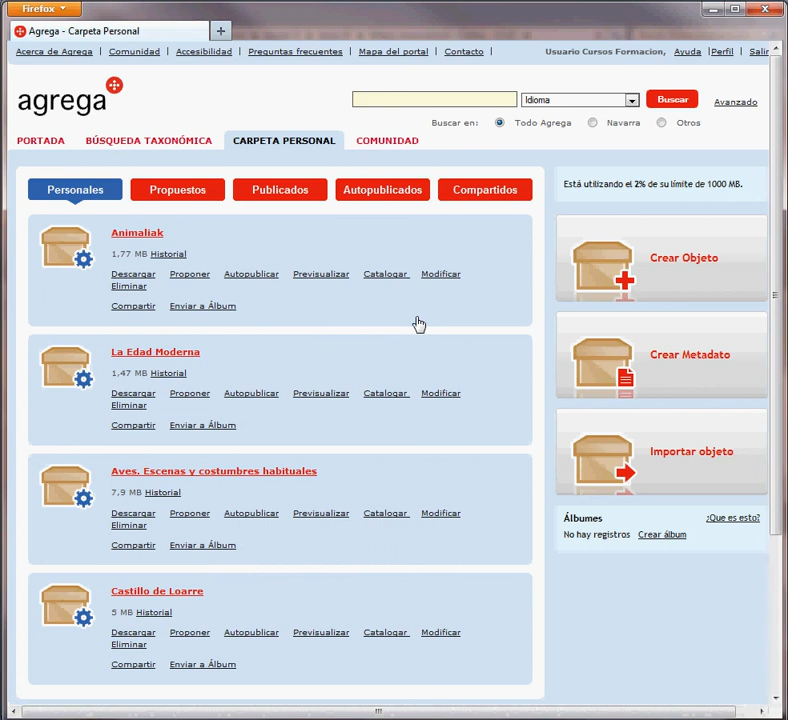 Firefox
Agrega - Carpeta Personal
Acerca de Agrega | Comunidad | Accesibilidad | Preguntas frecuentes | Mapa del portal | Contacto |
Usuario Cursos Formacion, Ayuda |Perfil | Salir
agrega
Idioma
Buscar
Avanzado
Buscar en: Todo Agrega Navarra Otros
PORTADA BÚSQUEDA TAXONÓMICA CARPETA PERSONAL COMUNIDAD
Personales Propuestos Publicados Autopublicados Compartidos
Está utilizando el 2% de su límite de 1000 MB.
Animaliak
1,77 MB Historial
Descargar Proponer Autopublicar Previsualizar Catalogar Modificar
Eliminar
Compartir Enviar a Álbum
La Edad Moderna
1,47 MB Historial
Descargar Proponer Autopublicar Previsualizar Catalogar Modificar
Eliminar
Compartir Enviar a Álbum
Aves. Escenas y costumbres habituales
7,9 MB Historial
Descargar Proponer Autopublicar Previsualizar Catalogar Modificar
Eliminar
Compartir Enviar a Álbum
Castillo de Loarre
5 MB Historial
Descargar Proponer Autopublicar Previsualizar Catalogar Modificar
Eliminar
Compartir Enviar a Álbum
Crear Objeto
Crear Metadato
Importar objeto
Álbumes ¿Que es esto?
No hay registros Crear álbum